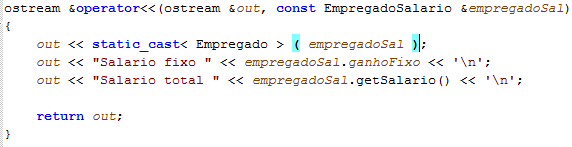 ostream &operator<<(ostream &out, const EmpregadoSalario &empregadoSal)
{
    out << static_cast< Empregado > ( empregadoSal );
    out << "Salario fixo " << empregadoSal.ganhoFixo << '\n';
    out << "Salario total " << empregadoSal.getSalario() << '\n';
    return out;
}